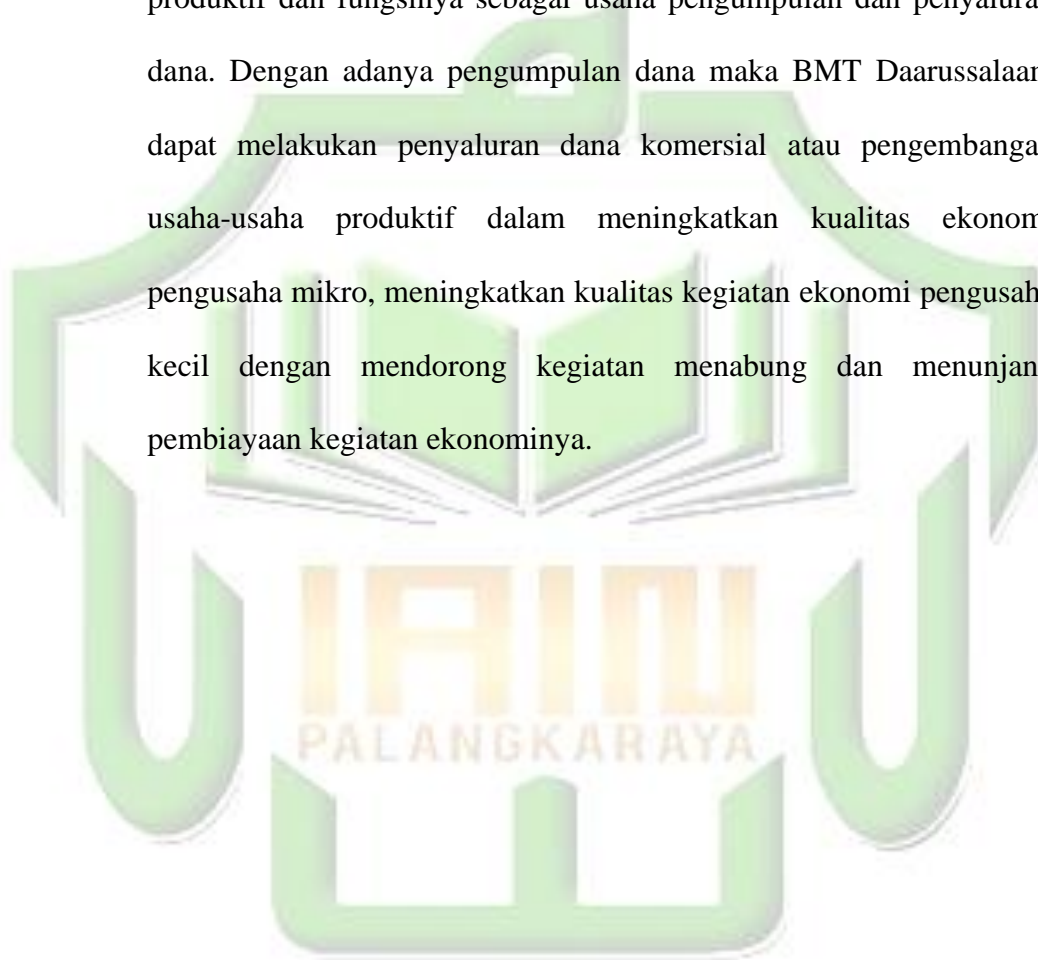 produktif dan fungsinya sebagai usaha pengumpulan dan penyalura
dana. Dengan adanya pengumpulan dana maka BMT Daarussalaa
dapat melakukan penyaluran dana komersial atau pengembanga
usaha-usaha produktif dalam meningkatkan kualitas ekonom
pengusaha mikro, meningkatkan kualitas kegiatan ekonomi pengusah
kecil dengan mendorong kegiatan menabung dan menunjan
pembiayaan kegiatan ekonominya.
IAIN
PALANGKARAYA